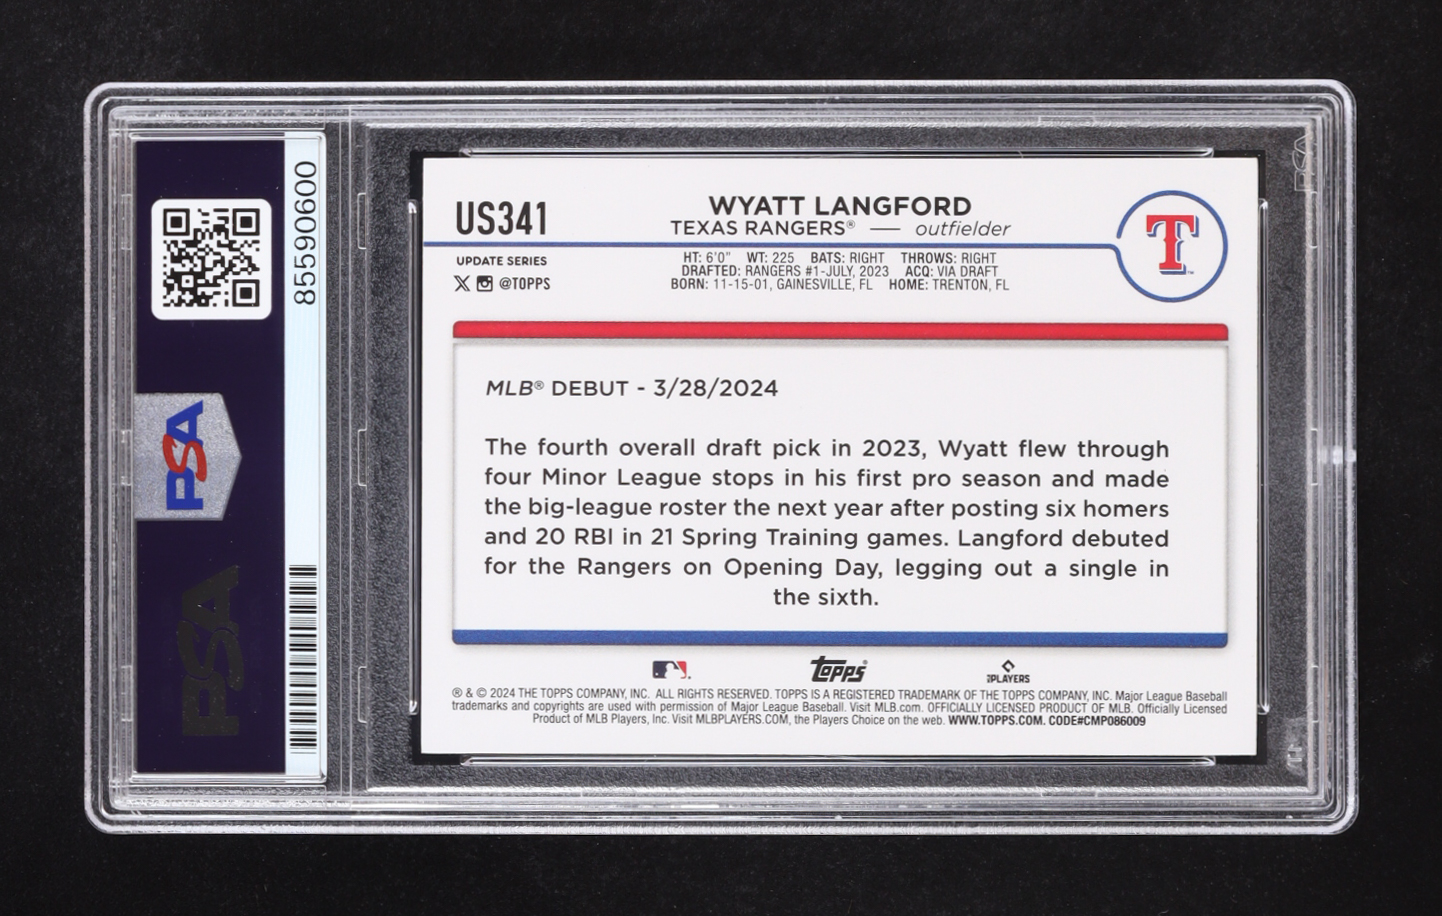 85590600
PSA
PSA
PSA
US341
UPDATE SERIES
@TOPPS
WYATT LANGFORD
TEXAS RANGERS® — outfielder
HT: 6'0" WT: 225 BATS: RIGHT THROWS: RIGHT
DRAFTED: RANGERS #1-JULY, 2023 ACQ: VIA DRAFT
BORN: 11-15-01, GAINESVILLE, FL HOME: TRENTON, FL
T
MLB® DEBUT - 3/28/2024
The fourth overall draft pick in 2023, Wyatt flew through
four Minor League stops in his first pro season and made
the big-league roster the next year after posting six homers
and 20 RBI in 21 Spring Training games. Langford debuted
for the Rangers on Opening Day, legging out a single in
the sixth.
topps®
PLAYERS
® & © 2024 THE TOPPS COMPANY, INC. ALL RIGHTS RESERVED. TOPPS IS A REGISTERED TRADEMARK OF THE TOPPS COMPANY, INC. Major League Baseball
trademarks and copyrights are used with permission of Major League Baseball. Visit MLB.com. OFFICIALLY LICENSED PRODUCT OF MLB. Officially Licensed
Product of MLB Players, Inc. Visit MLBPLAYERS.COM, the Players Choice on the web. WWW.TOPPS.COM. CODE#CMP086009